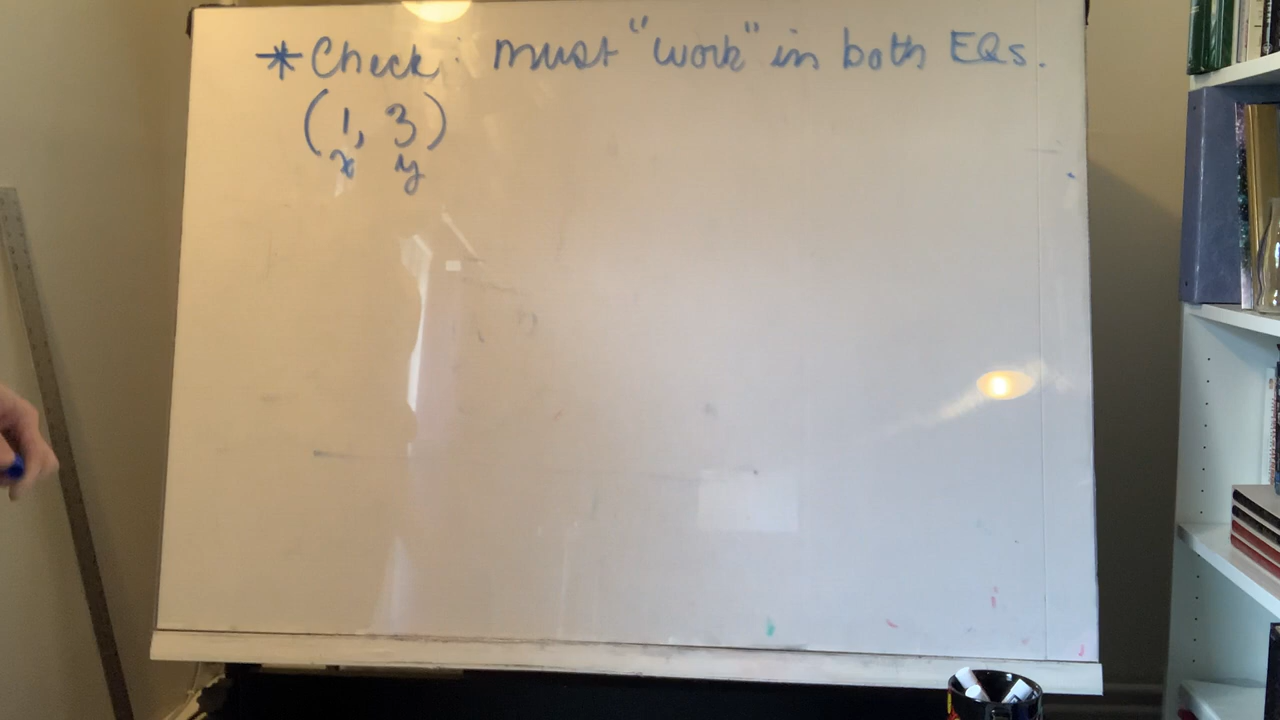 * Check: must "work" in both EQs.
(1, 3)
x y